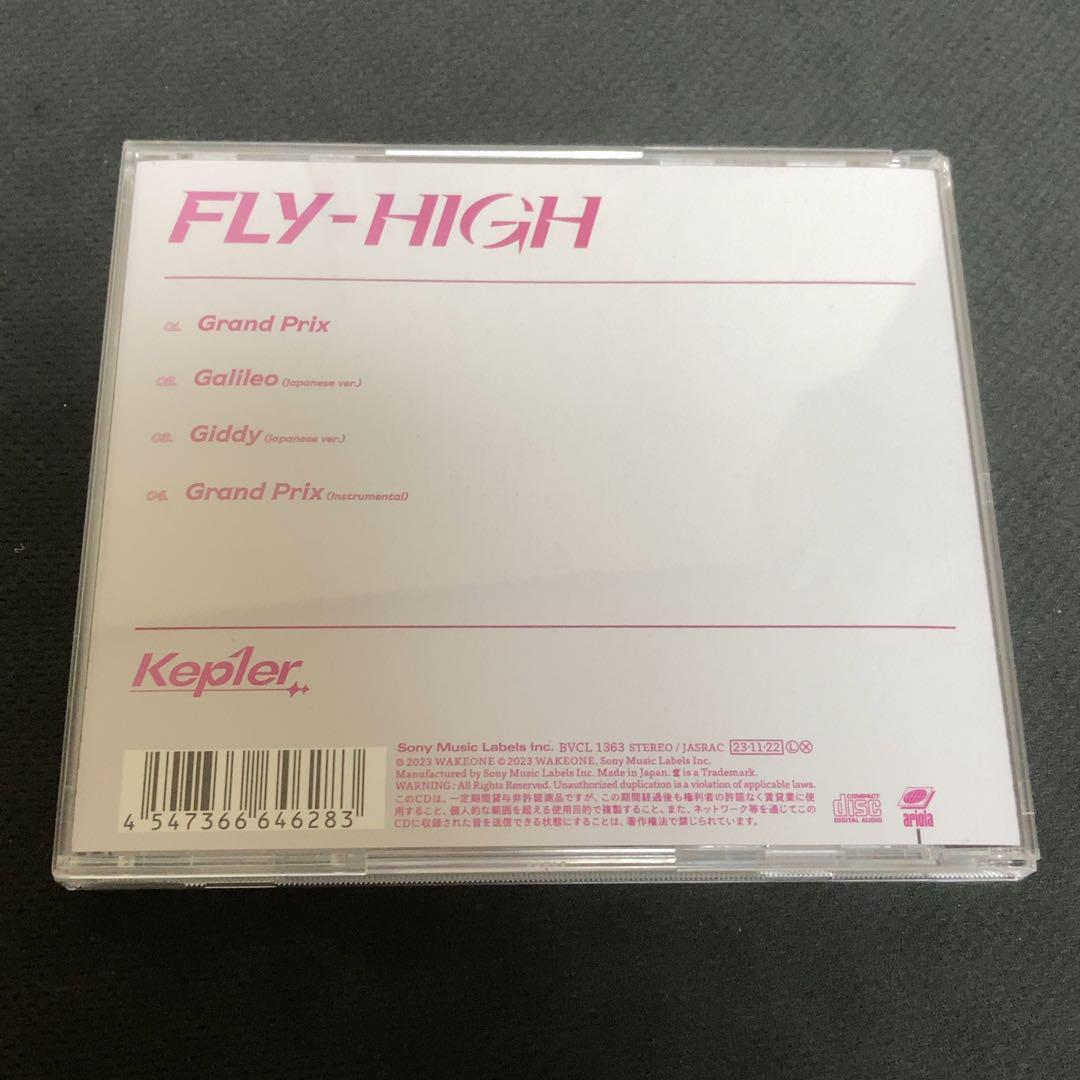 FLY-HIGH
01. Grand Prix
02. Galileo (Japanese ver.)
03. Giddy (Japanese ver.)
04. Grand Prix (Instrumental)
Kep1er
4 547366 646283
Sony Music Labels Inc. BVCL 1363 STEREO / JASRAC 23·11·22 Ⓛ Ⓧ
℗ 2023 WAKEONE © 2023 WAKEONE, Sony Music Labels Inc.
Manufactured by Sony Music Labels Inc. Made in Japan. is a Trademark.
WARNING: All Rights Reserved. Unauthorized duplication is a violation of applicable laws.
このCDは、一定期間貸与非許諾商品ですが、この期間経過後も権利者の許諾なく賃貸業に使
用すること、個人的な範囲を超える使用目的で複製すること、また、ネットワーク等を通じてこの
CDに収録された音を送信できる状態にすることは、著作権法で禁じられています。
COMPACT
disc
DIGITAL AUDIO
ariola